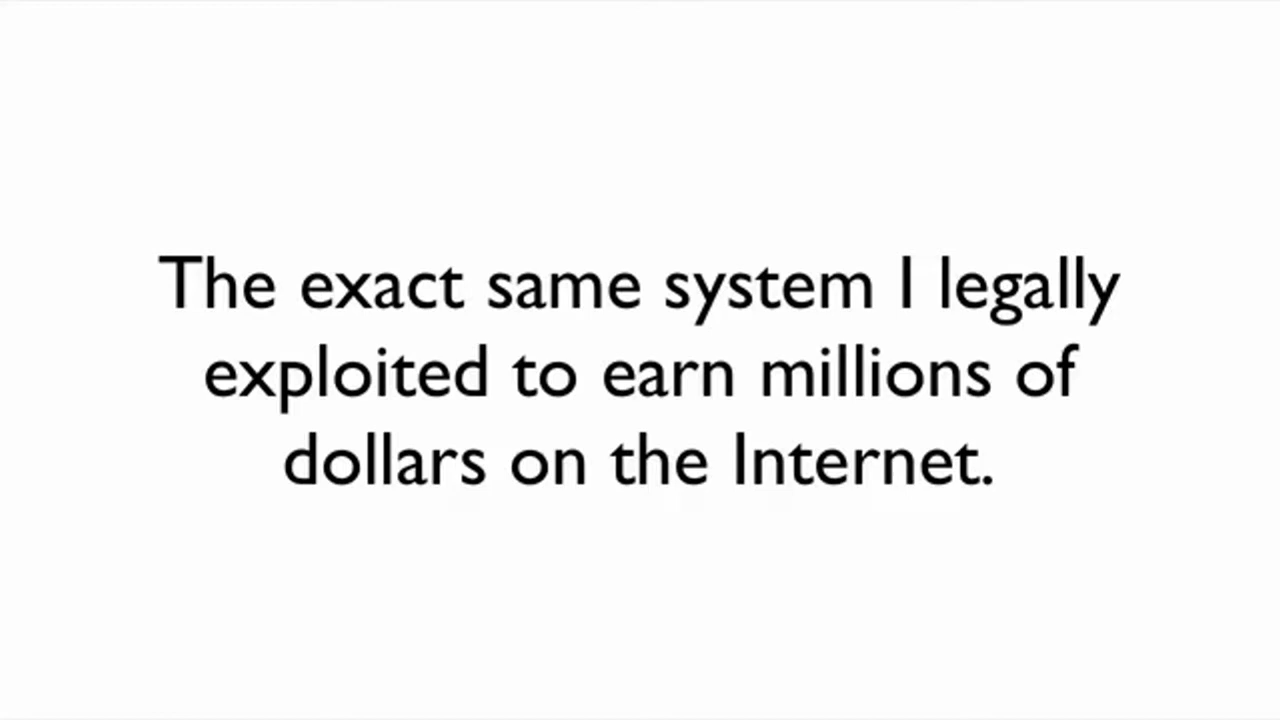 The exact same system I legally
exploited to earn millions of
dollars on the Internet.